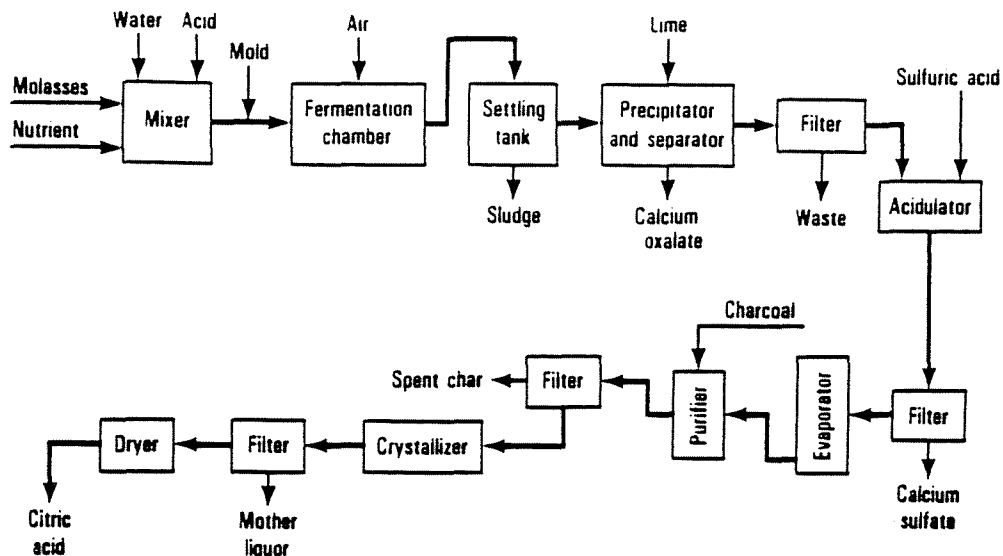 Water
Acid
Mold
Air
Lime
Sulfuric acid
Molasses
Nutrient
Mixer
Fermentation
chamber
Settling
tank
Precipitator
and separator
Filter
Sludge
Calcium
oxalate
Waste
Acidulator
Charcoal
Spent char
Filter
Purifier
Evaporator
Filter
Dryer
Filter
Crystallizer
Citric
acid
Mother
liquor
Calcium
sulfate